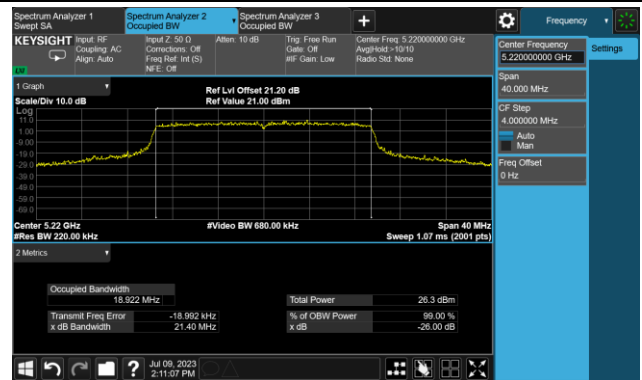 Spectrum Analyzer 1
Swept SA
Spectrum Analyzer 2
Occupied BW
Spectrum Analyzer 3
Occupied BW
Frequency
KEYSIGHT
Input: RF
Coupling: AC
Align: Auto
Input Z: 50 Ω
Corrections: Off
Freq Ref: Int (S)
NFE: Off
Atten: 10 dB
Trig: Free Run
Gate: Off
#IF Gain: Low
Center Freq: 5.220000000 GHz
Avg|Hold:>10/10
Radio Std: None
Center Frequency
5.220000000 GHz
Settings
Span
40.000 MHz
CF Step
4.000000 MHz
Auto
Man
Freq Offset
0 Hz
1 Graph
Scale/Div 10.0 dB
Ref Lvl Offset 21.20 dB
Ref Value 21.00 dBm
Log
11.0
1.00
-9.00
-19.0
-29.0
-39.0
-49.0
-59.0
-69.0
Center 5.22 GHz
#Res BW 220.00 kHz
#Video BW 680.00 kHz
Span 40 MHz
Sweep 1.07 ms (2001 pts)
2 Metrics
Occupied Bandwidth
18.922 MHz
Total Power 26.3 dBm
Transmit Freq Error -18.992 kHz
% of OBW Power 99.00 %
x dB Bandwidth 21.40 MHz
x dB -26.00 dB
Jul 09, 2023
2:11:07 PM